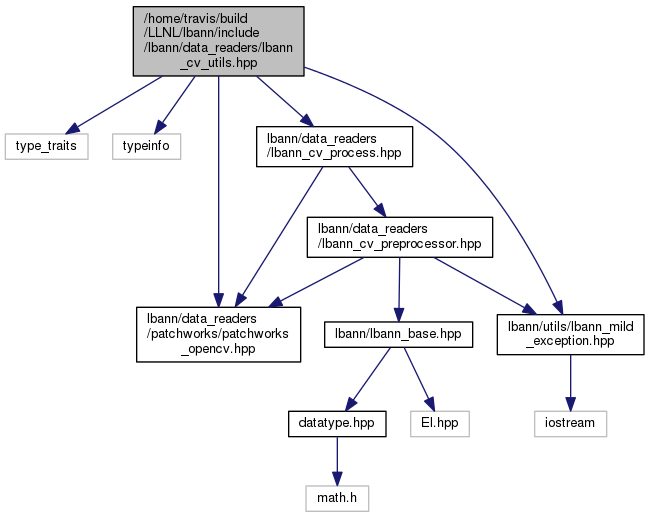 /home/travis/build
/LLNL/lbann/include
/lbann/data_readers/lbann
_cv_utils.hpp
type_traits
typeinfo
lbann/data_readers
/lbann_cv_process.hpp
lbann/data_readers
/lbann_cv_preprocessor.hpp
lbann/data_readers
/patchworks/patchworks
_opencv.hpp
lbann/lbann_base.hpp
lbann/utils/lbann_mild
_exception.hpp
datatype.hpp
El.hpp
iostream
math.h